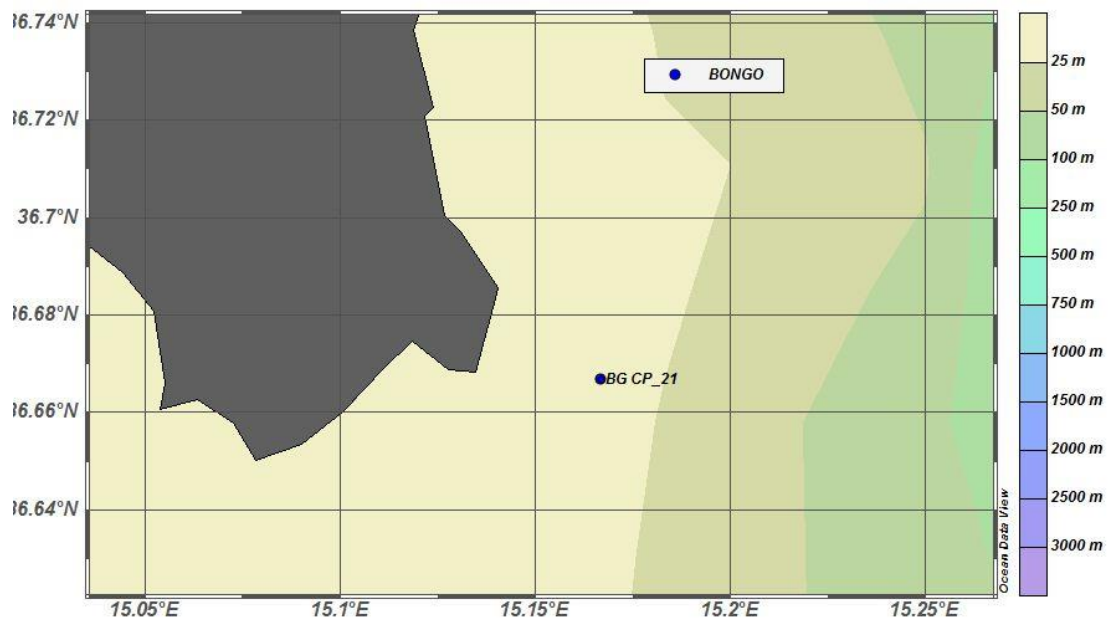 36.74°N
36.72°N
36.7°N
36.68°N
36.66°N
36.64°N
BONGO
BG CP_21
15.05°E
15.1°E
15.15°E
15.2°E
15.25°E
Ocean Data View
25 m
50 m
100 m
250 m
500 m
750 m
1000 m
1500 m
2000 m
2500 m
3000 m